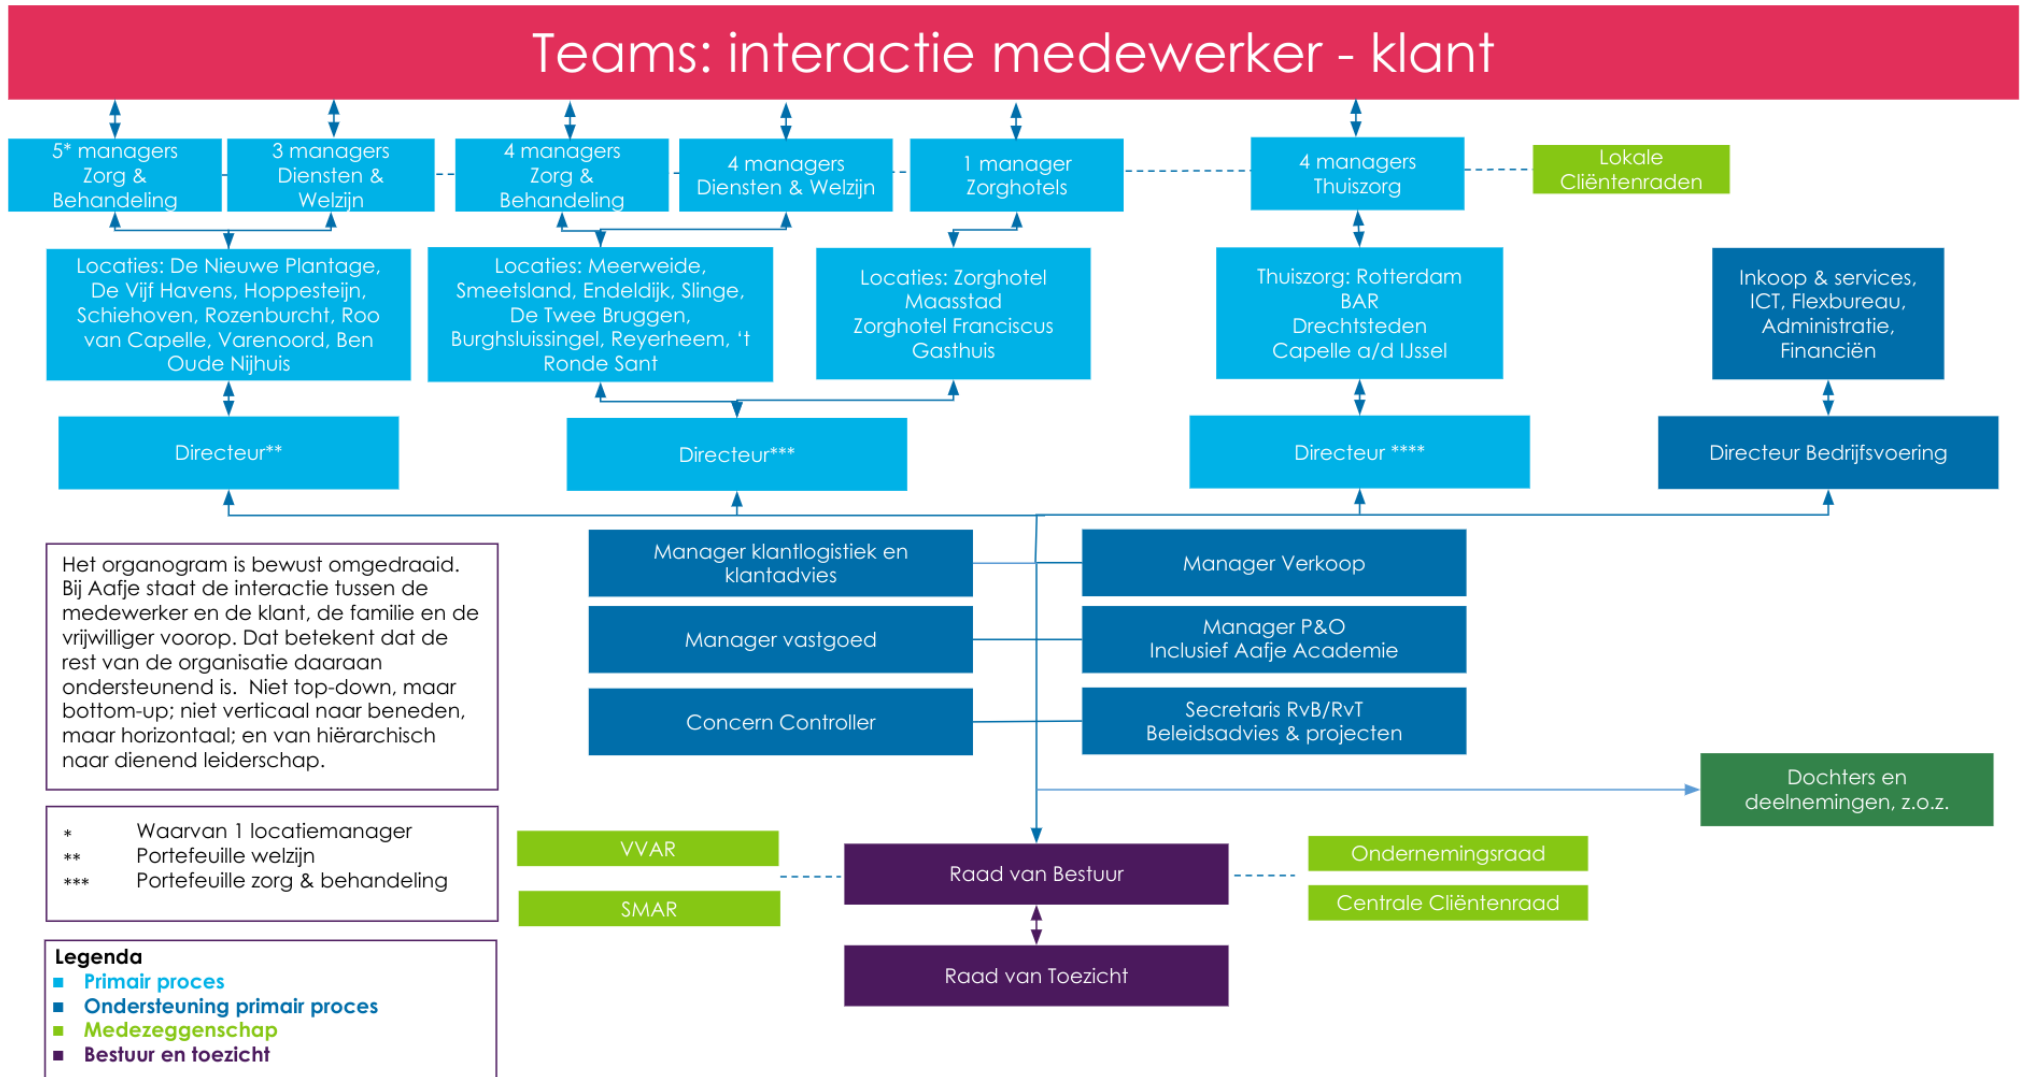 Teams: interactie medewerker - klant
5* managers
Zorg &
Behandeling
3 managers
Diensten &
Welzijn
4 managers
Zorg &
Behandeling
4 managers
Diensten & Welzijn
1 manager
Zorghotels
4 managers
Thuiszorg
Lokale
Cliëntenraden
Locaties: De Nieuwe Plantage,
De Vijf Havens, Hoppesteijn,
Schiehoven, Rozenburcht, Roo
van Capelle, Varenoord, Ben
Oude Nijhuis
Locaties: Meerweide,
Smeetsland, Endeldijk, Slinge,
De Twee Bruggen,
Burghsluissingel, Reyerheem, ‘t
Ronde Sant
Locaties: Zorghotel
Maasstad
Zorghotel Franciscus
Gasthuis
Thuiszorg: Rotterdam
BAR
Drechtsteden
Capelle a/d IJssel
Inkoop & services,
ICT, Flexbureau,
Administratie,
Financiën
Directeur**
Directeur***
Directeur ****
Directeur Bedrijfsvoering
Manager klantlogistiek en
klantadvies
Manager Verkoop
Manager vastgoed
Manager P&O
Inclusief Aafje Academie
Concern Controller
Secretaris RvB/RvT
Beleidsadvies & projecten
Het organogram is bewust omgedraaid.
Bij Aafje staat de interactie tussen de
medewerker en de klant, de familie en de
vrijwilliger voorop. Dat betekent dat de
rest van de organisatie daaraan
ondersteunend is.  Niet top-down, maar
bottom-up; niet verticaal naar beneden,
maar horizontaal; en van hiërarchisch
naar dienend leiderschap.
Dochters en
deelnemingen, z.o.z.
* Waarvan 1 locatiemanager
** Portefeuille welzijn
*** Portefeuille zorg & behandeling
VVAR
SMAR
Raad van Bestuur
Ondernemingsraad
Centrale Cliëntenraad
Raad van Toezicht
Legenda
Primair proces
Ondersteuning primair proces
Medezeggenschap
Bestuur en toezicht